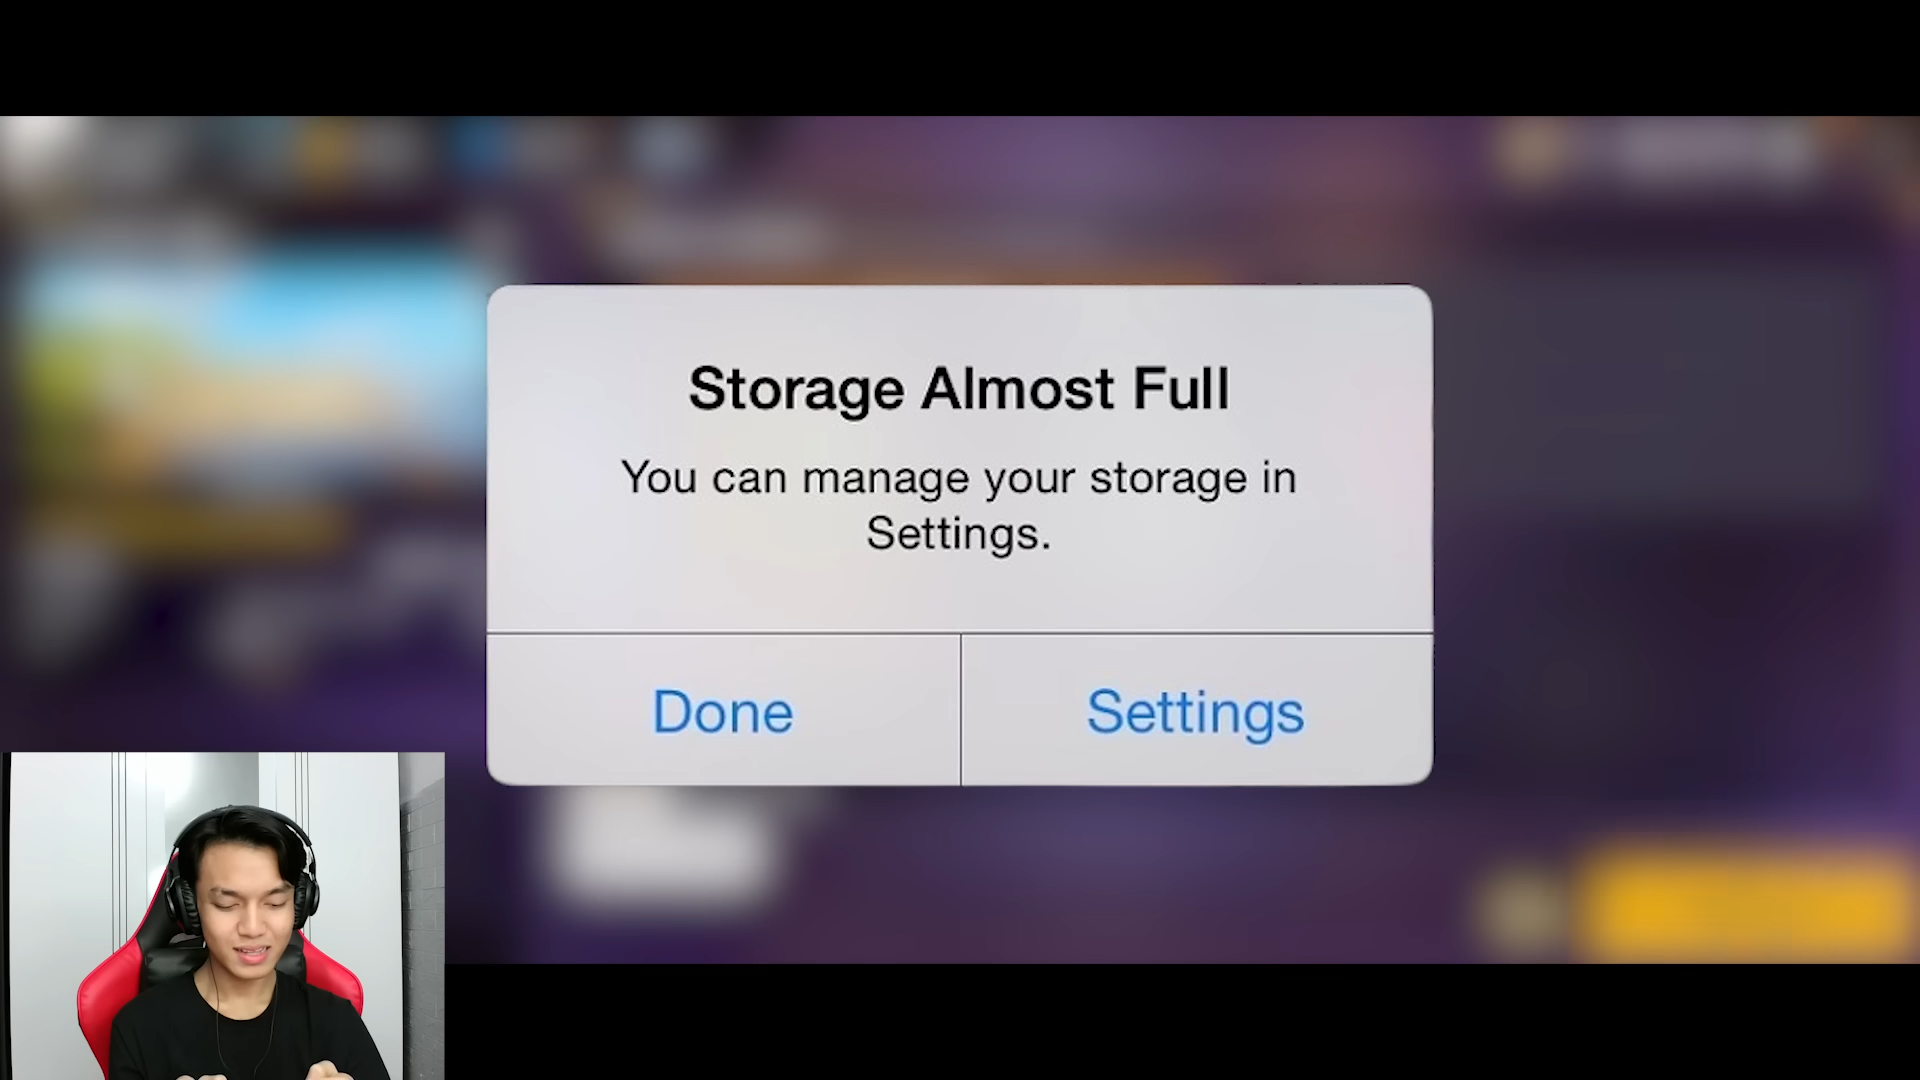 Storage Almost Full
You can manage your storage in
Settings.
Done
Settings